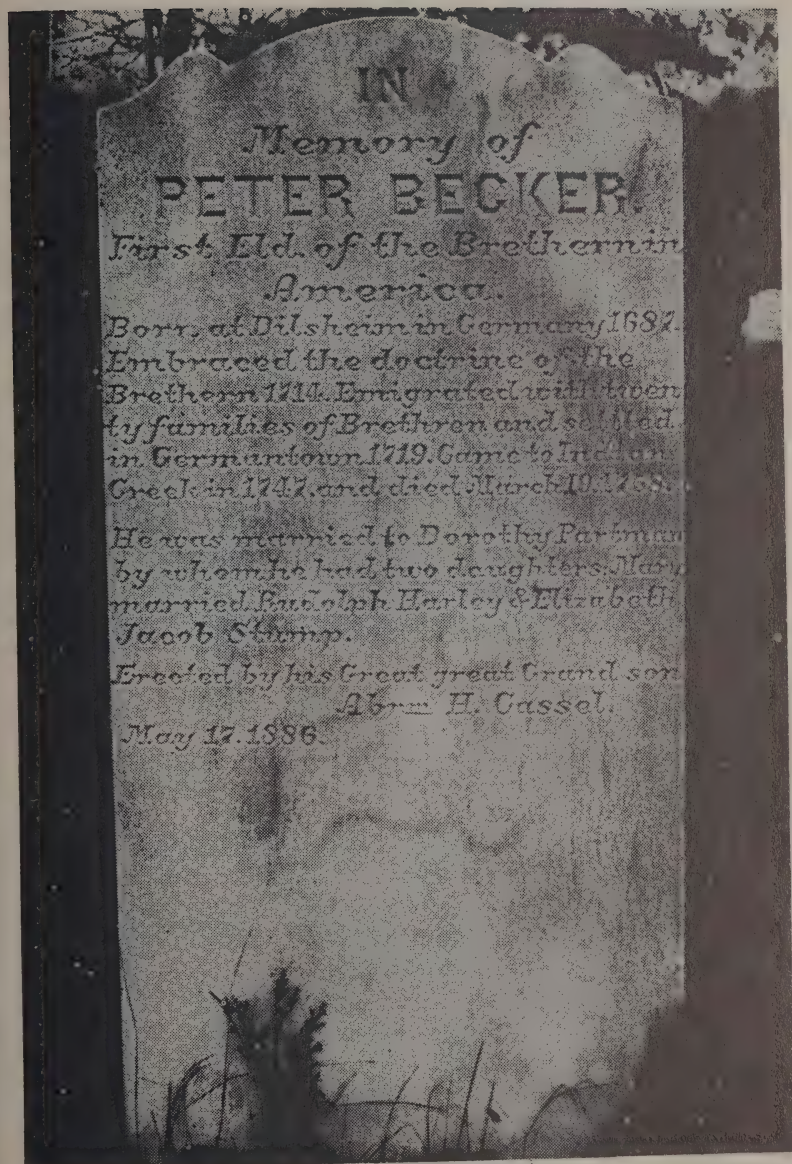 IN
Memory of
PETER BECKER.
First Eld. of the Brethern in
America.
Born, at Dilsheim in Germany 1687.
Embraced the doctrine of the
Brethern 1714. Emigrated with twen
ty families of Brethren and settled
in Germantown 1719. Came to Indian
Creek in 1747. and died March 19. 1758.
He was married to Dorothy Partman
by whom he had two daughters. Mary
married Rudolph Harley & Elizabeth
Jacob Stump.
Erected by his Great great Grand son
Abrm H. Cassel.
May 17. 1886.